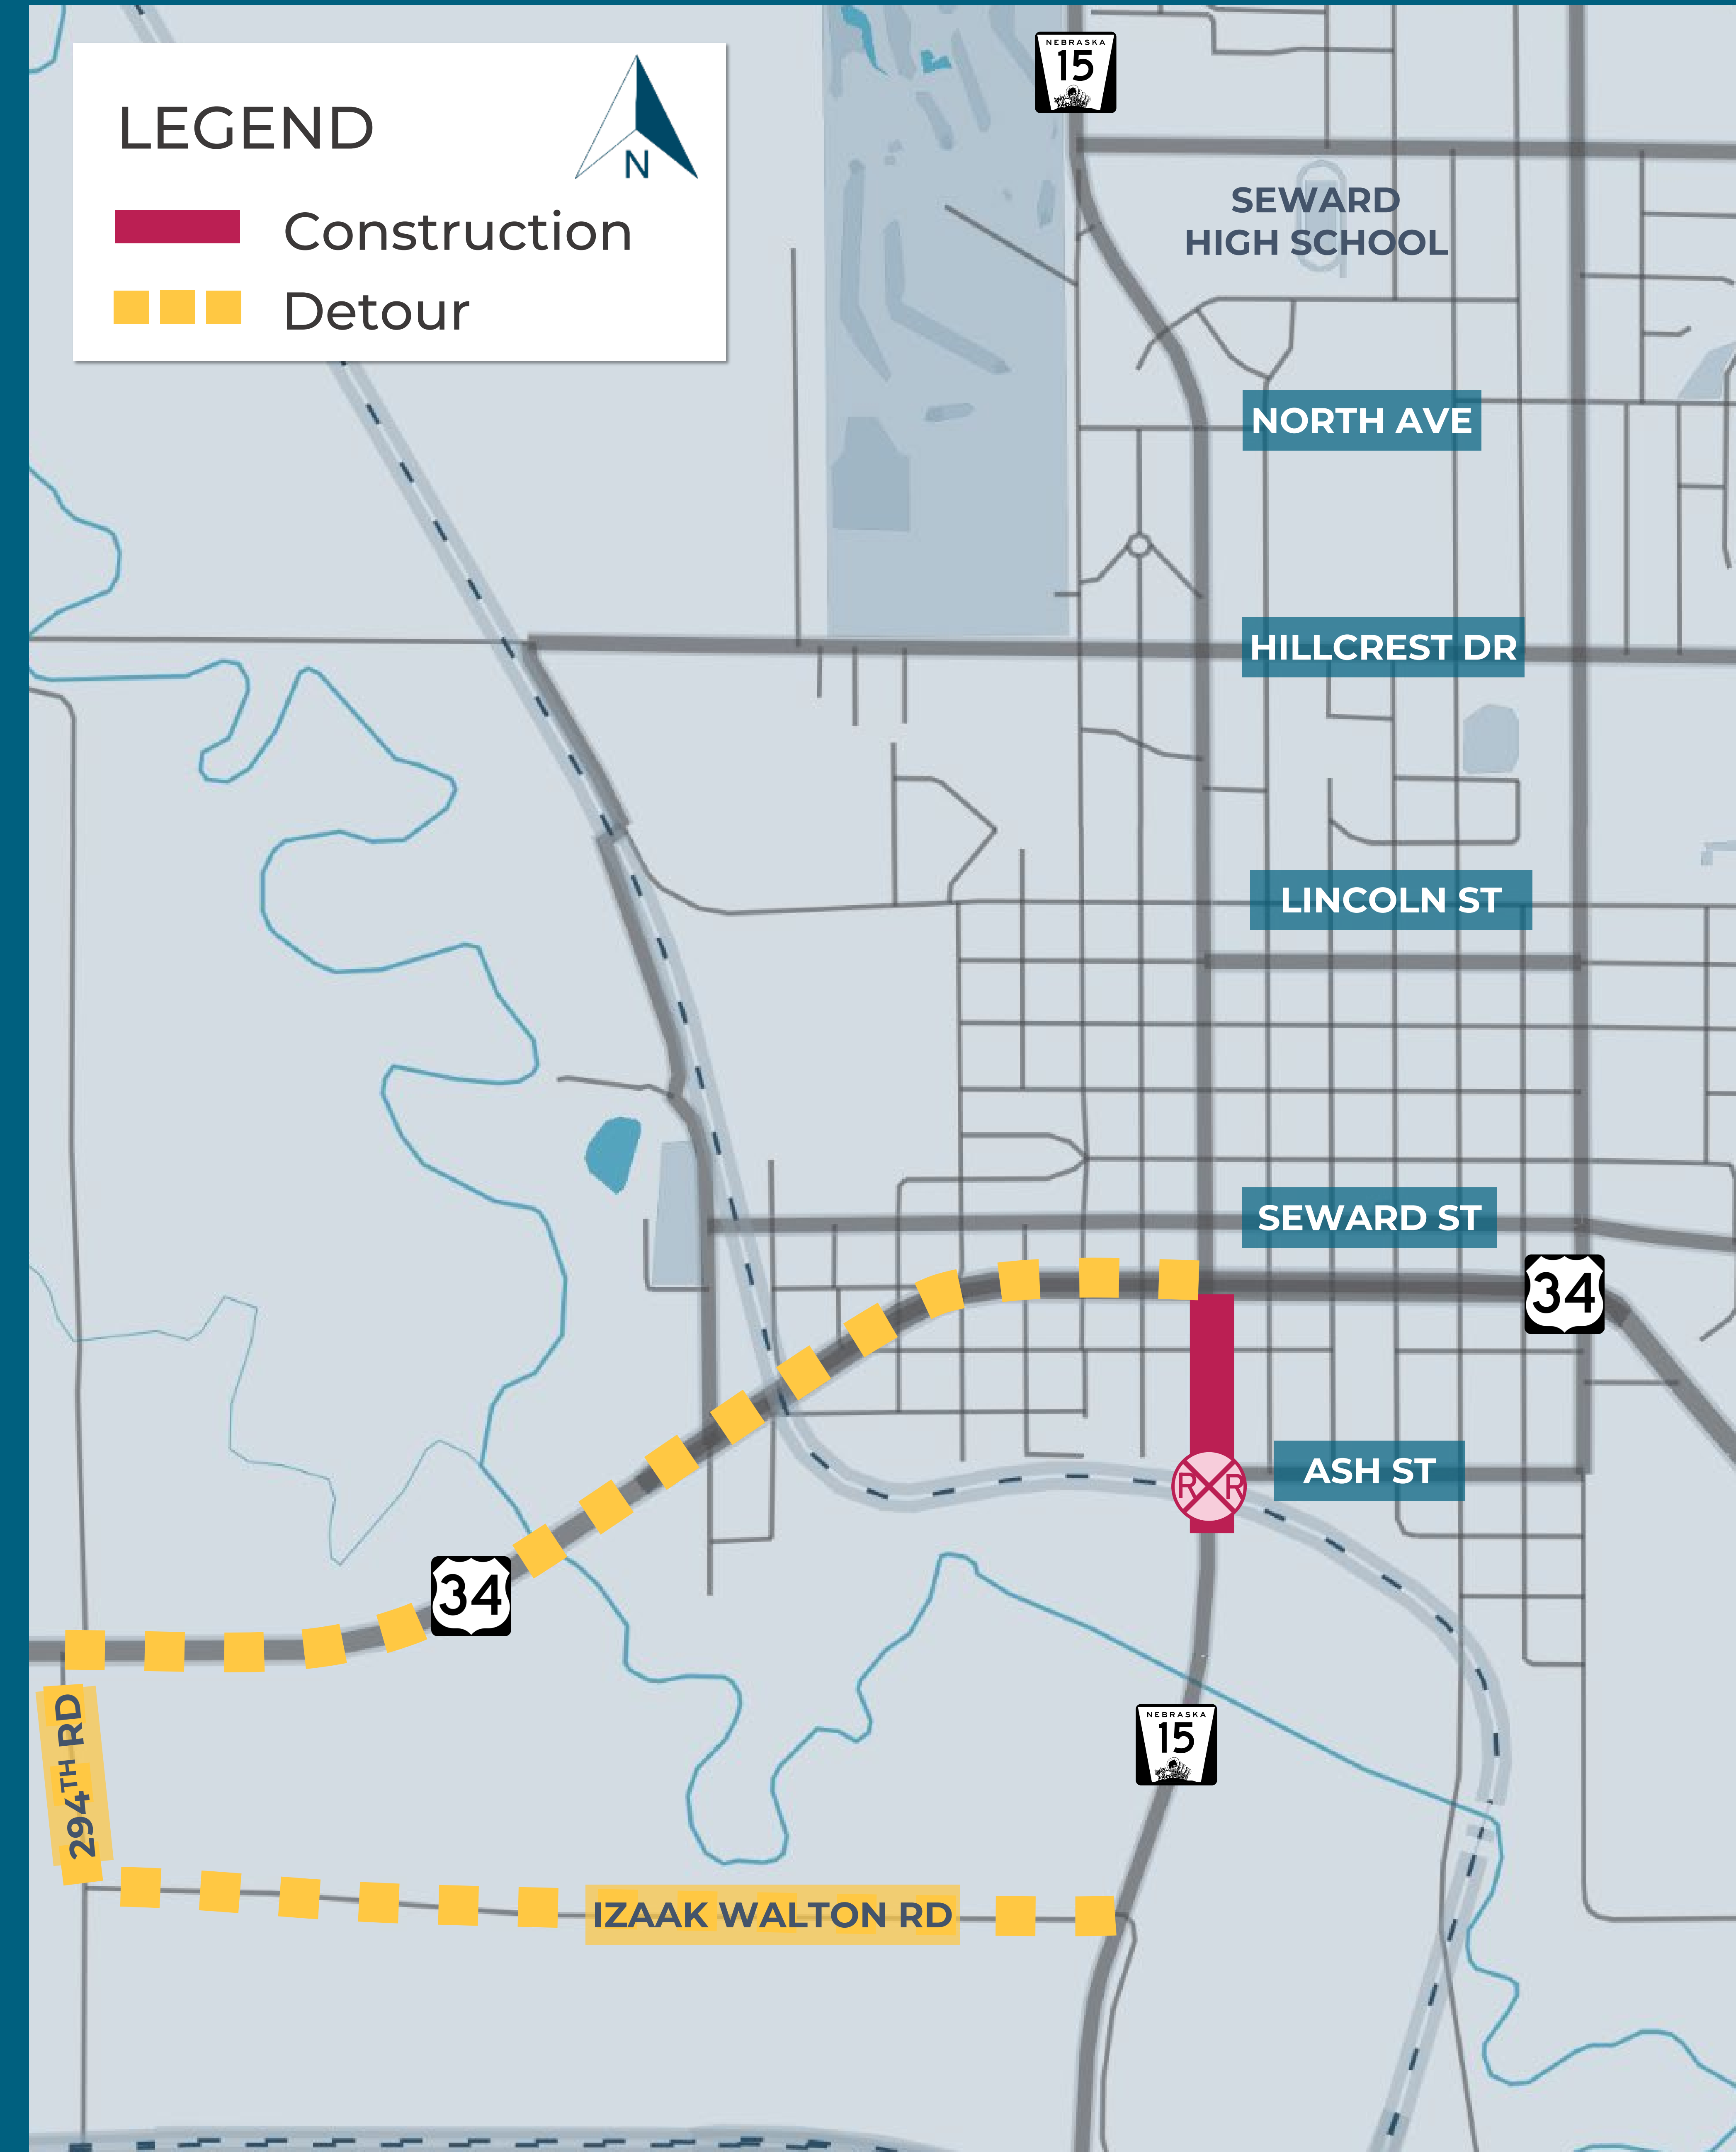 NEBRASKA
15
LEGEND
N
Construction
Detour
SEWARD
HIGH SCHOOL
NORTH AVE
HILLCREST DR
LINCOLN ST
SEWARD ST
34
ASH ST
R R
34
294TH RD
NEBRASKA
15
IZAAK WALTON RD